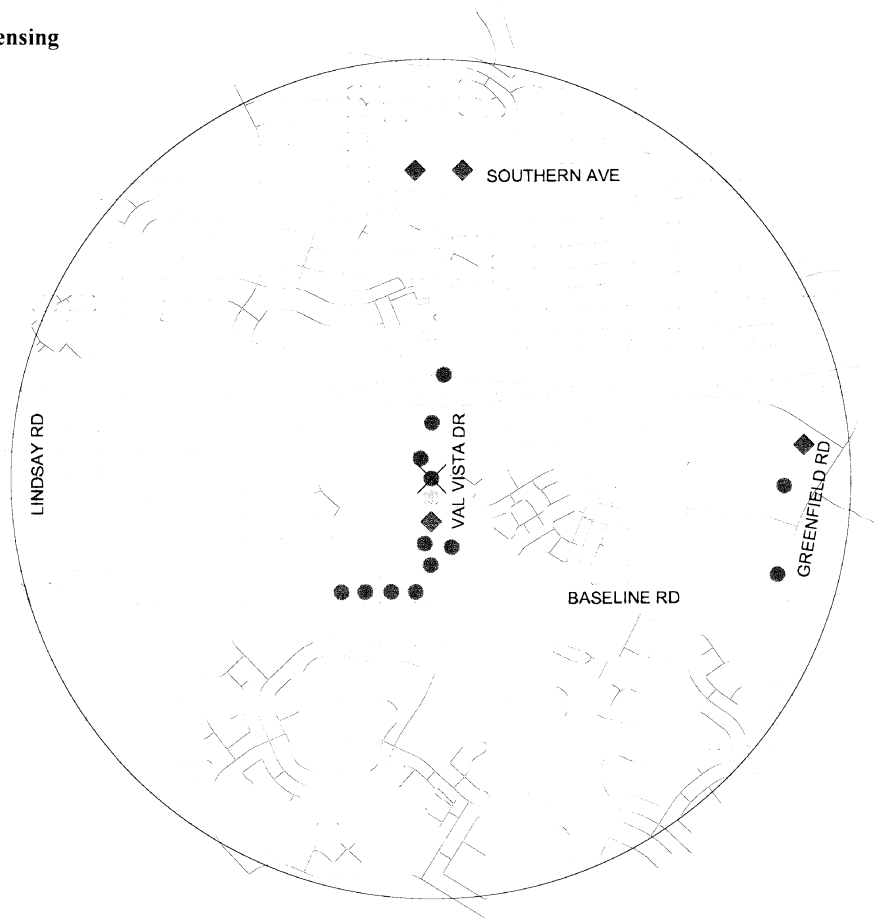 ensing
SOUTHERN AVE
LINDSAY RD
VAL VISTA DR
GREENFIELD RD
BASELINE RD